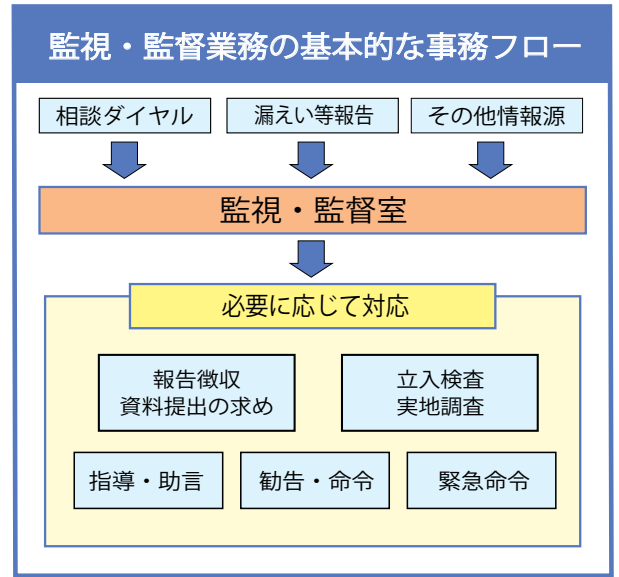 監視・監督業務の基本的な事務フロー
相談ダイヤル
漏えい等報告
その他情報源
監視・監督室
必要に応じて対応
報告徴収
資料提出の求め
立入検査
実地調査
指導・助言
勧告・命令
緊急命令